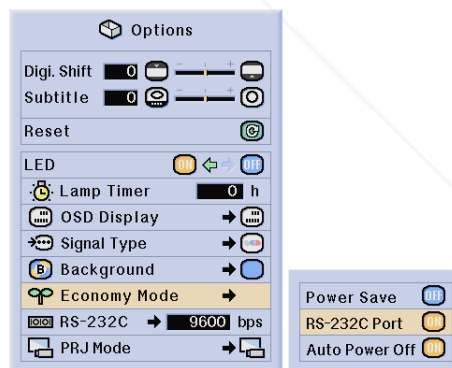 Options
Digi. Shift 0 - +
Subtitle 0 - +
Reset
LED ON OFF
Lamp Timer 0 h
OSD Display
Signal Type
B Background
Economy Mode
Power Save OFF
RS-232C Port ON
Auto Power Off ON
IOIOI RS-232C 9600 bps
PRJ Mode